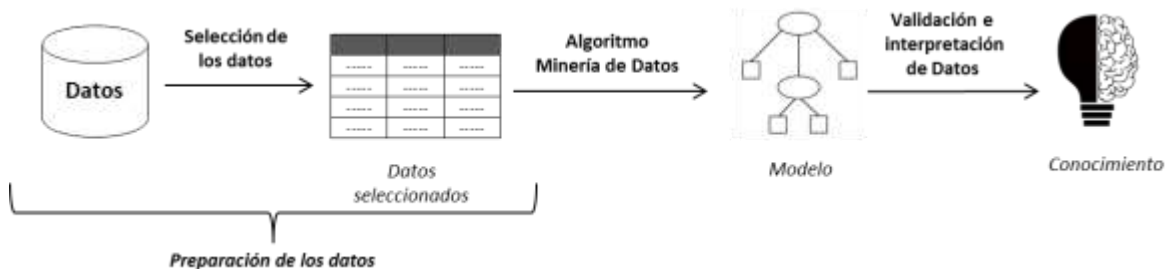 Datos
Selección de
los datos
----- ----- -----
----- ----- -----
----- ----- -----
----- ----- -----
Datos
seleccionados
Algoritmo
Minería de Datos
Modelo
Validación e
interpretación
de Datos
Conocimiento
Preparación de los datos